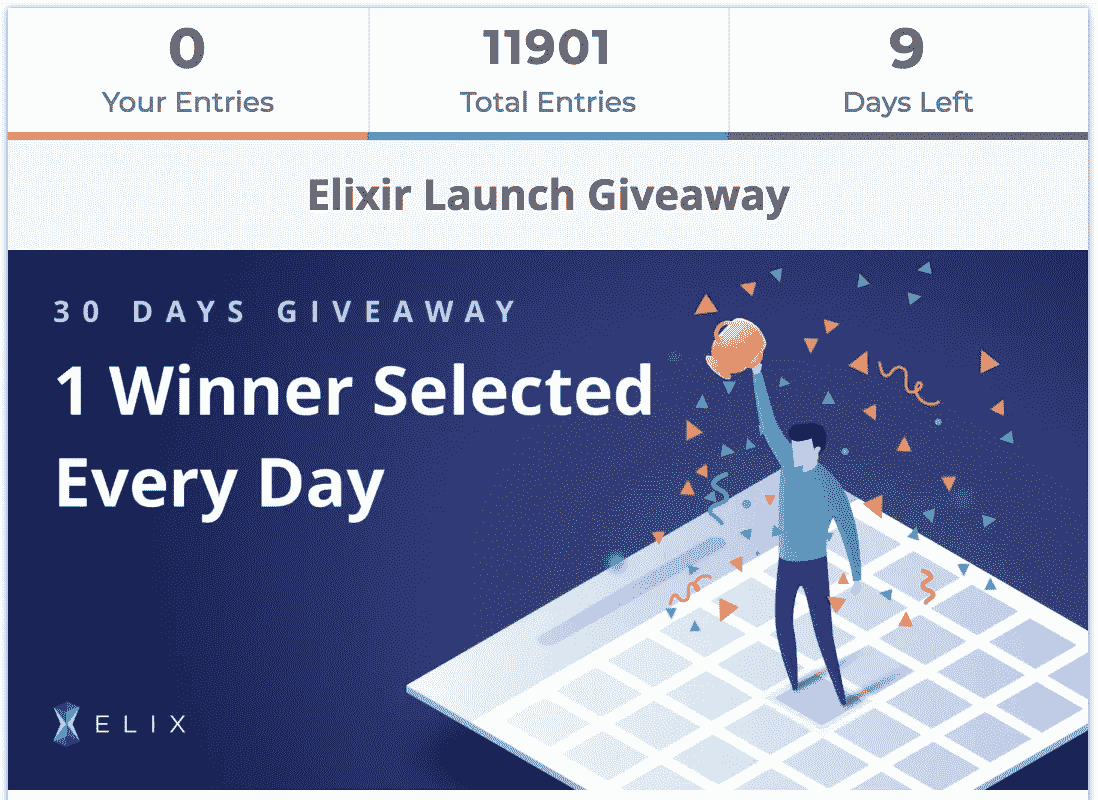 0
Your Entries
11901
Total Entries
9
Days Left
Elixir Launch Giveaway
30 DAYS GIVEAWAY
1 Winner Selected
Every Day
ELIX